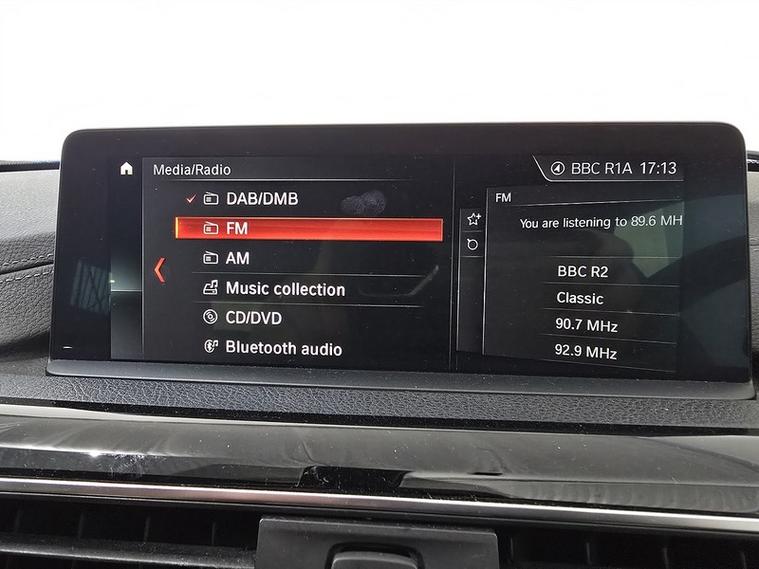 Media/Radio
BBC R1A 17:13
DAB/DMB
FM
AM
Music collection
CD/DVD
Bluetooth audio
FM
You are listening to 89.6 MH
BBC R2
Classic
90.7 MHz
92.9 MHz